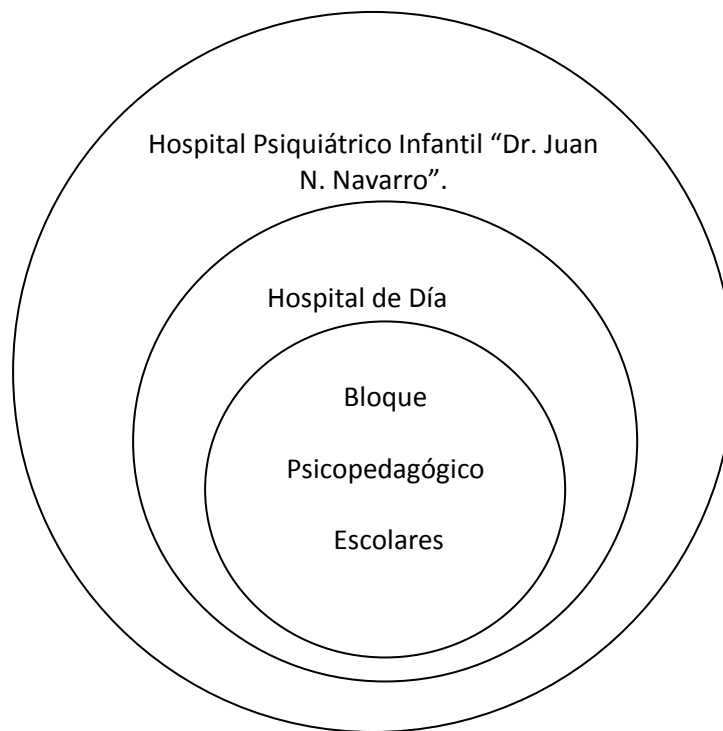 Hospital Psiquiátrico Infantil “Dr. Juan
N. Navarro”.
Hospital de Día
Bloque
Psicopedagógico
Escolares